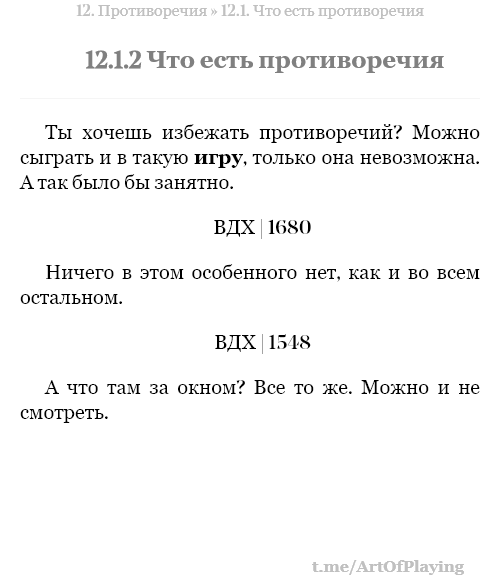 12. Противоречия » 12.1. Что есть противоречия
12.1.2 Что есть противоречия
Ты хочешь избежать противоречий? Можно
сыграть и в такую игру, только она невозможна.
А так было бы занятно.
ВДХ | 1680
Ничего в этом особенного нет, как и во всем
остальном.
ВДХ | 1548
А что там за окном? Все то же. Можно и не
смотреть.
t.me/ArtOfPlaying